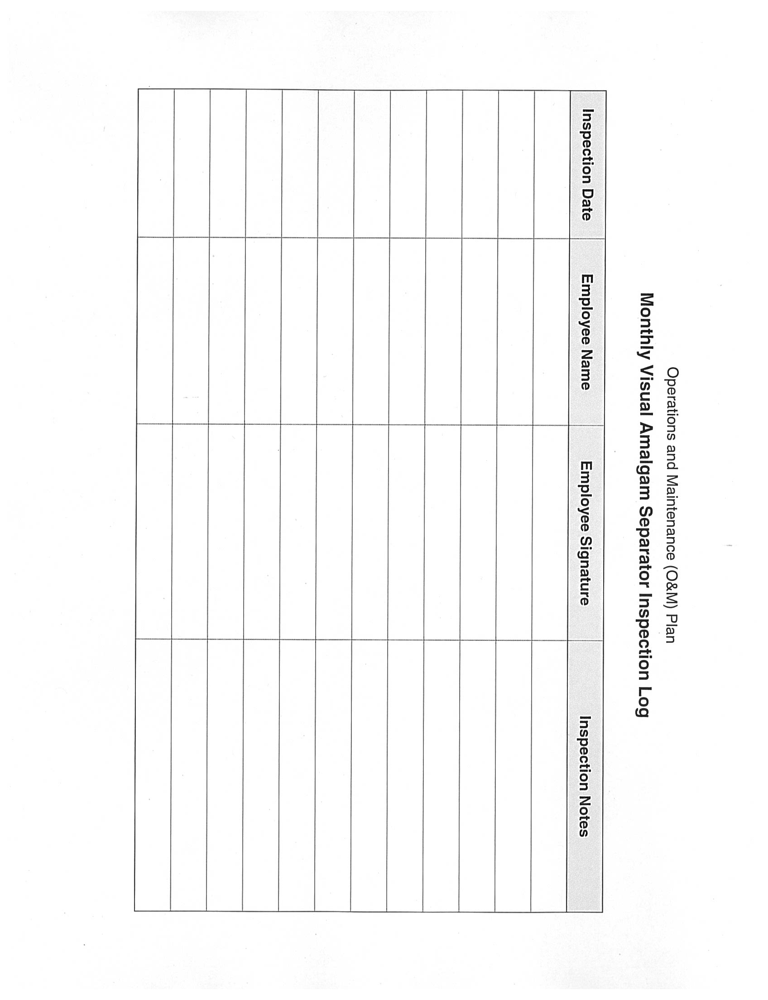 Operations and Maintenance (O&M) Plan
Monthly Visual Amalgam Separator Inspection Log
Inspection Date Employee Name Employee Signature Inspection Notes